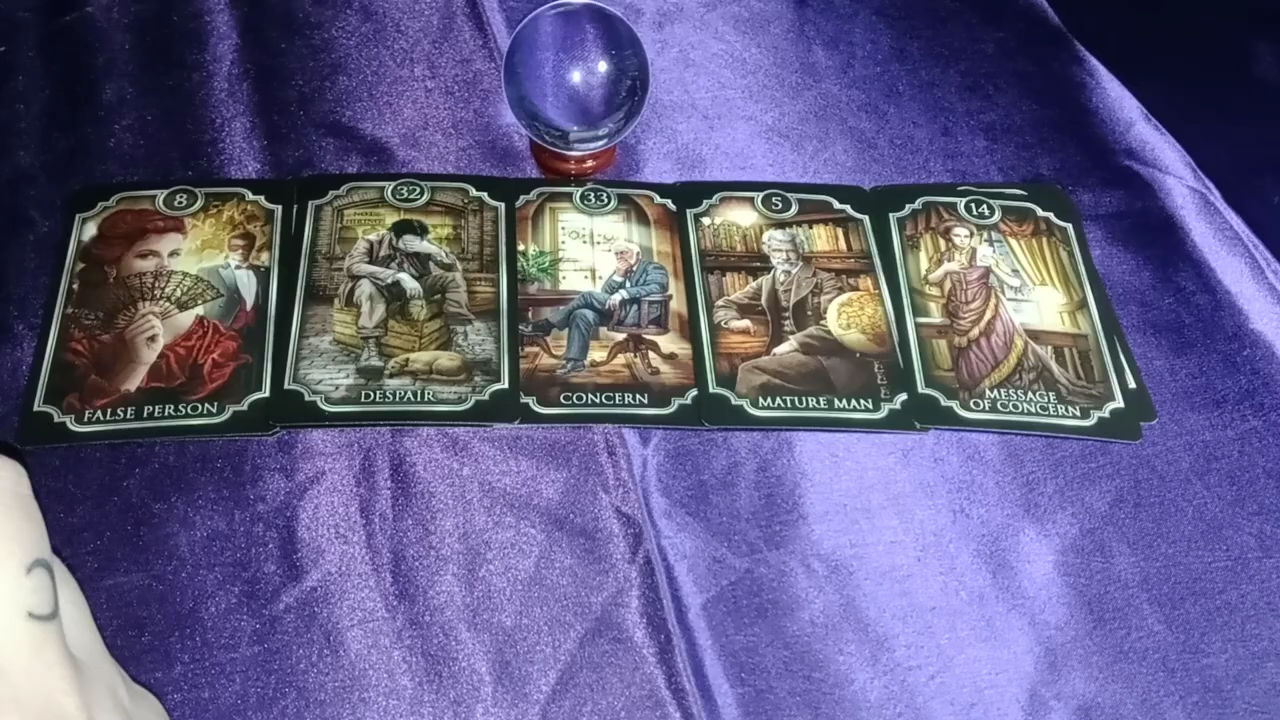 8
FALSE PERSON
32
DESPAIR
33
CONCERN
5
MATURE MAN
14
MESSAGE
OF CONCERN